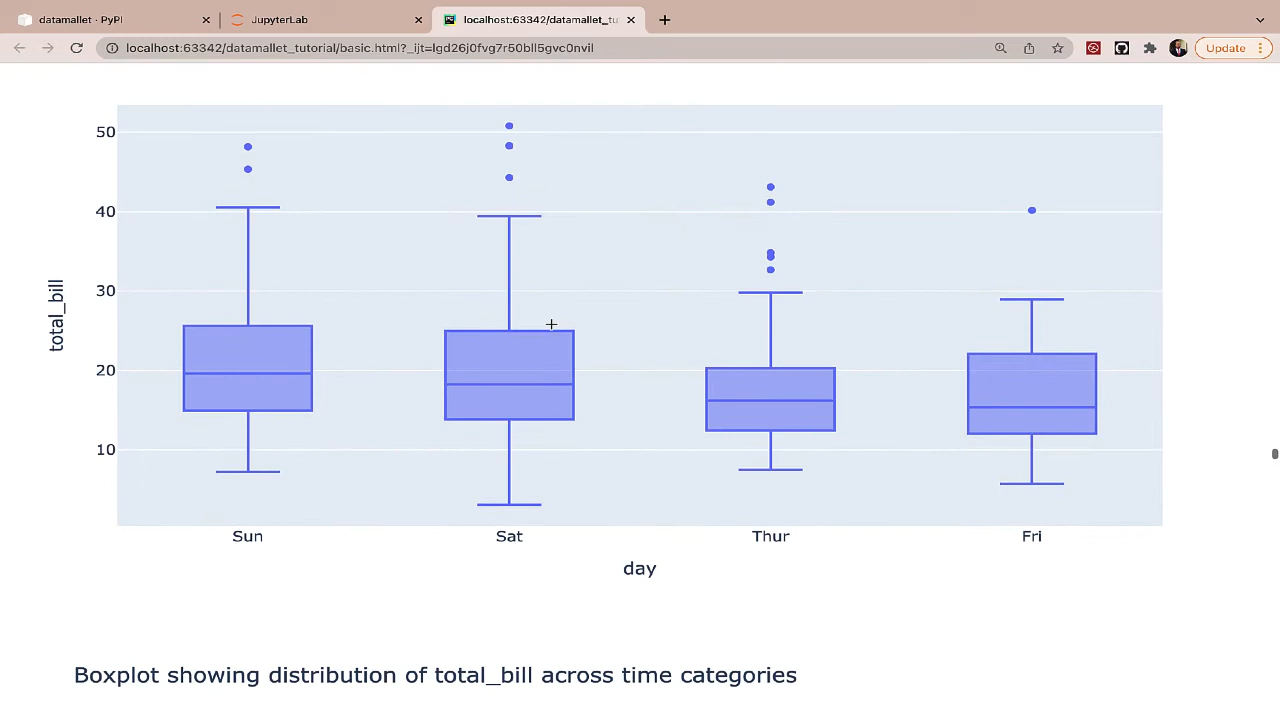 datamallet · PyPI
JupyterLab
localhost:63342/datamallet_tu
localhost:63342/datamallet_tutorial/basic.html?_ijt=lgd26j0fvg7r50bll5gvc0nvil
Update
50
40
30
20
10
total_bill
Sun Sat Thur Fri
day
Boxplot showing distribution of total_bill across time categories